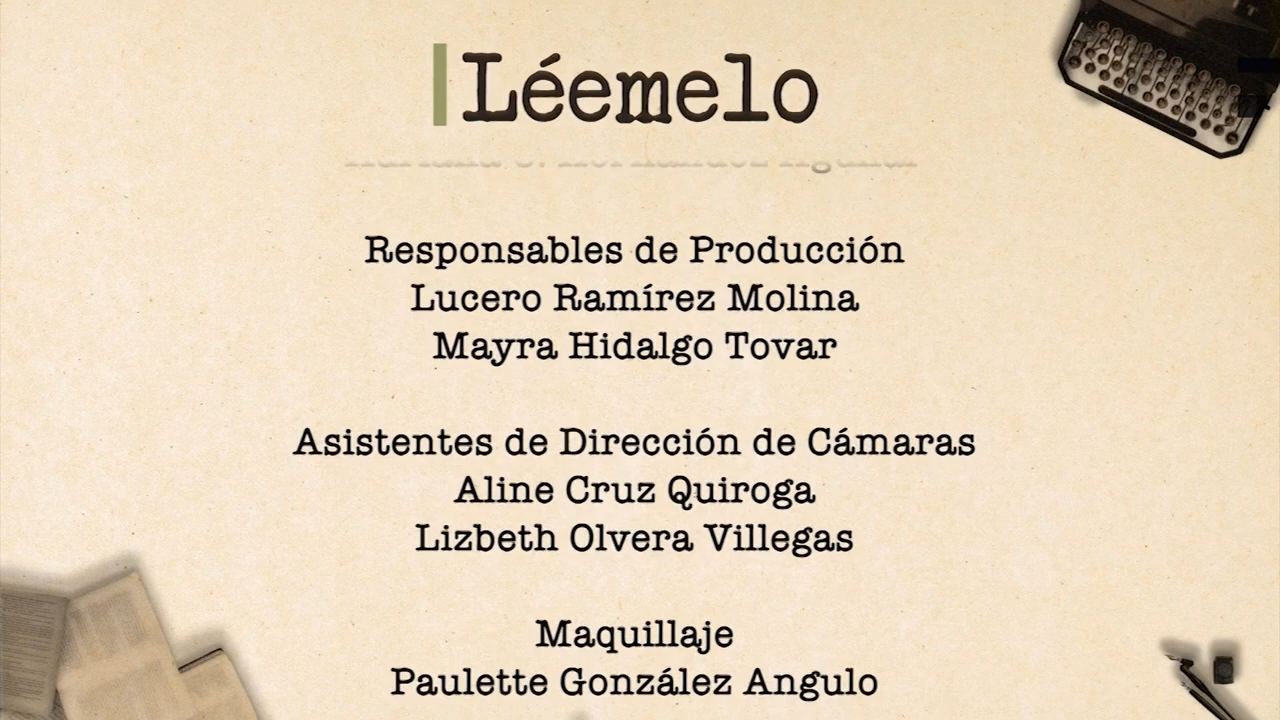 Léemelo
Responsables de Producción
Lucero Ramírez Molina
Mayra Hidalgo Tovar
Asistentes de Dirección de Cámaras
Aline Cruz Quiroga
Lizbeth Olvera Villegas
Maquillaje
Paulette González Angulo